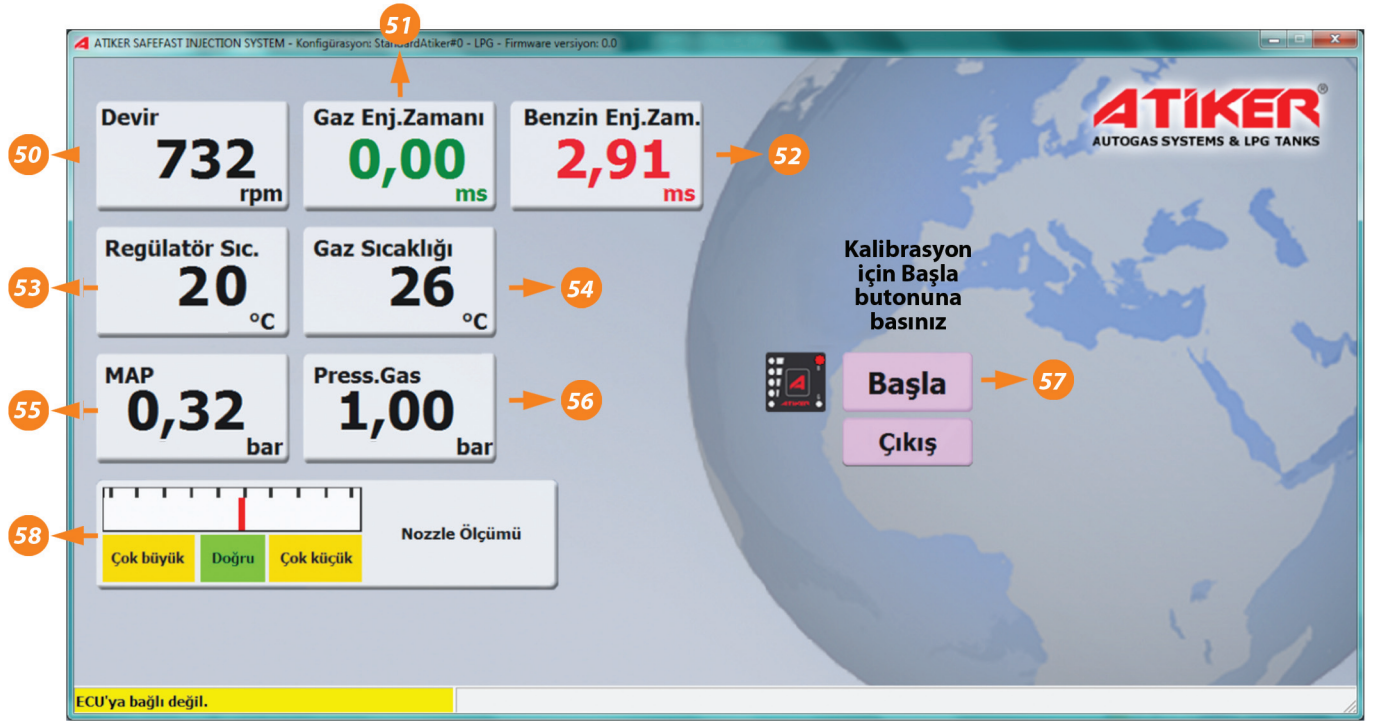 51
ATIKER SAFEFAST INJECTION SYSTEM - Konfigürasyon: StandardAtiker#0 - LPG - Firmware versiyon: 0.0
ATİKER®
AUTOGAS SYSTEMS & LPG TANKS
50
Devir
732
rpm
Gaz Enj.Zamanı
0,00
ms
Benzin Enj.Zam.
2,91
ms
52
53
Regülatör Sıc.
20
°C
Gaz Sıcaklığı
26
°C
54
Kalibrasyon
için Başla
butonuna
basınız
55
MAP
0,32
bar
Press.Gas
1,00
bar
56
Başla
57
Çıkış
58
Çok büyük
Doğru
Çok küçük
Nozzle Ölçümü
ECU'ya bağlı değil.